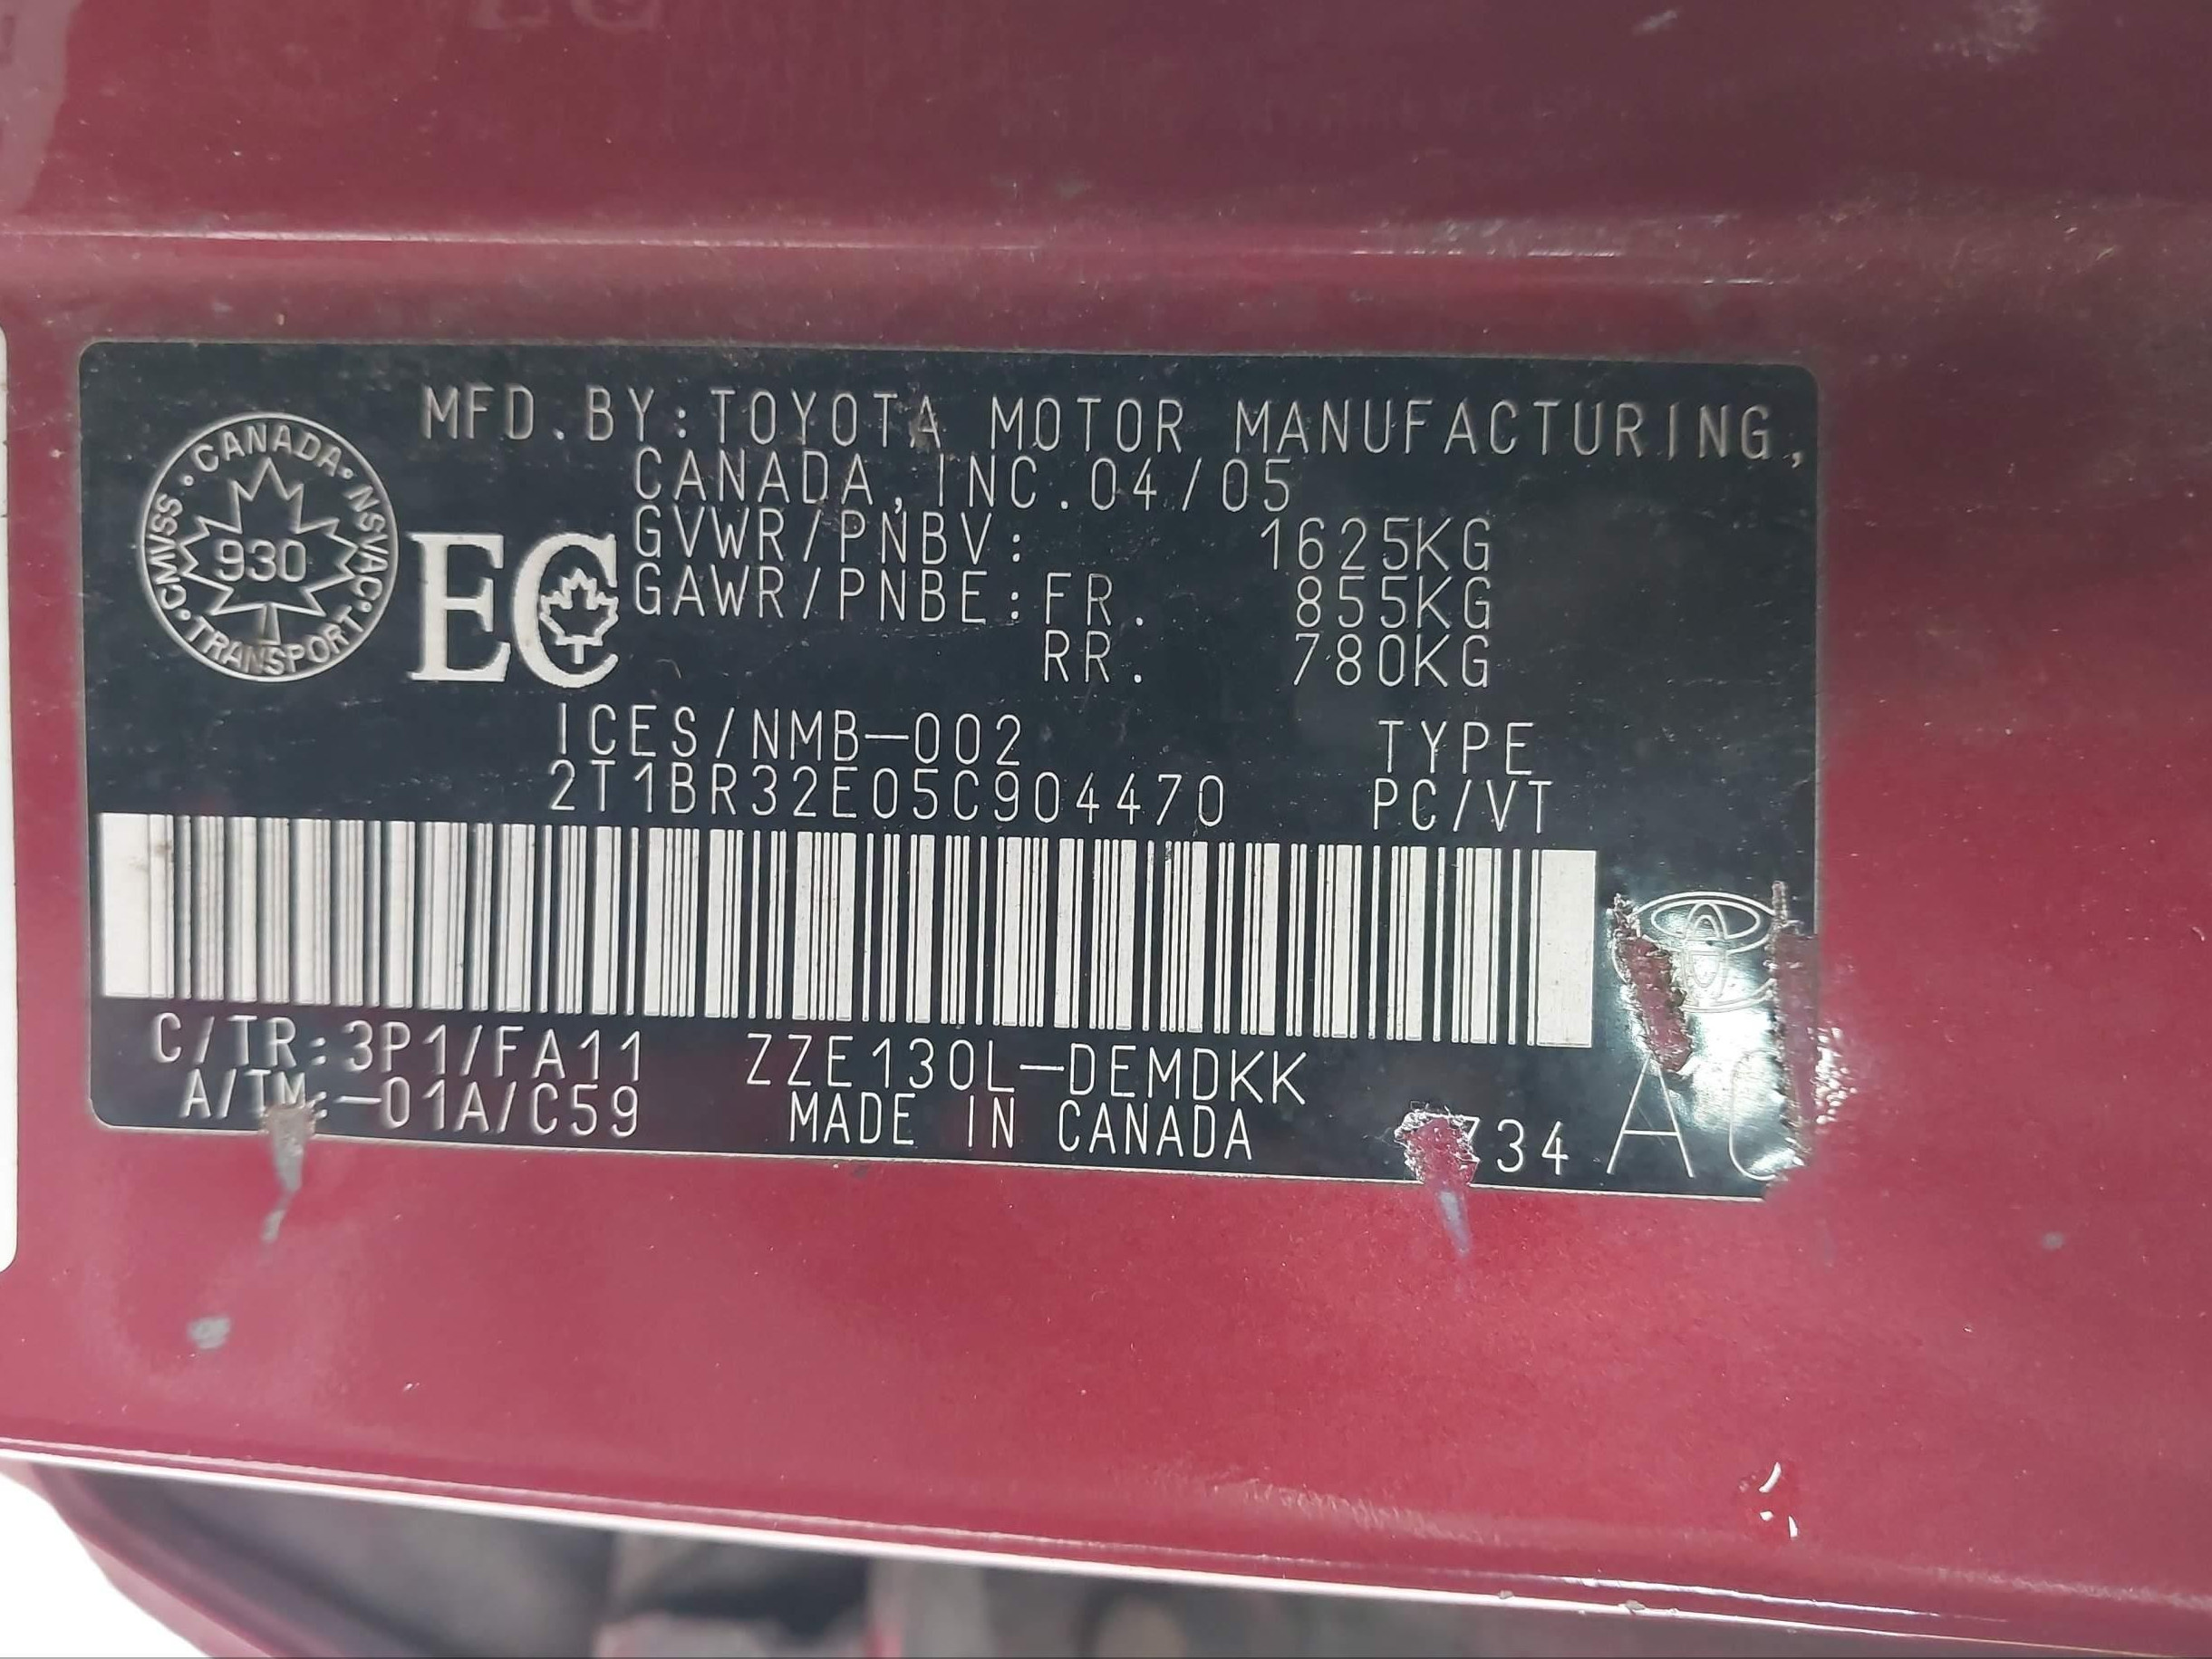 MFD.BY:TOYOTA MOTOR MANUFACTURING,
CANADA,INC.04/05
CANADA NSVAC TRANSPORT CMVSS
930
EC
GVWR/PNBV: 1625KG
GAWR/PNBE:FR. 855KG
RR. 780KG
ICES/NMB-002 TYPE
2T1BR32E05C904470 PC/VT
C/TR:3P1/FA11 ZZE130L-DEMDKK
A/TM:-01A/C59 MADE IN CANADA